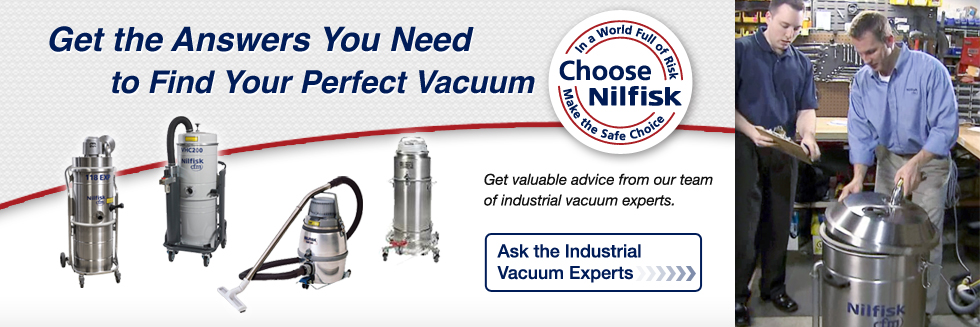 Get the Answers You Need
to Find Your Perfect Vacuum
In a World Full of Risk
Choose
Nilfisk
Make the Safe Choice
118 EXP
Nilfisk
VHC200
Nilfisk
cfm
Get valuable advice from our team
of industrial vacuum experts.
Ask the Industrial
Vacuum Experts
Nilfisk
cfm